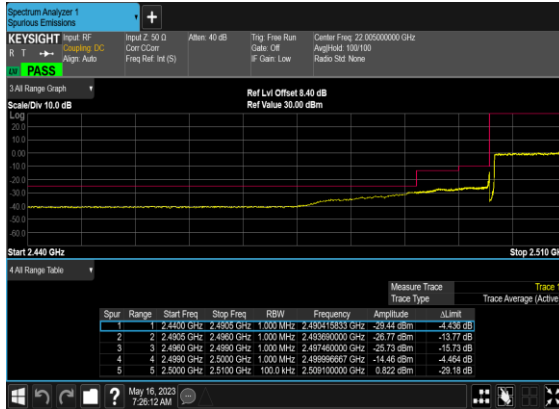 Spectrum Analyzer 1
Spurious Emissions
+
KEYSIGHT Input: RF Input Z: 50 Ω Atten: 40 dB Trig: Free Run Center Freq: 22.005000000 GHz
R T Coupling: DC Corr CCorr Gate: Off Avg|Hold: 100/100
Align: Auto Freq Ref: Int (S) IF Gain: Low Radio Std: None
PASS
3 All Range Graph
Ref Lvl Offset 8.40 dB
Scale/Div 10.0 dB Ref Value 30.00 dBm
Log
20.0
10.0
0.00
-10.0
-20.0
-30.0
-40.0
-50.0
-60.0
Start 2.440 GHz Stop 2.510 GH
4 All Range Table
Measure Trace Trace 1
Trace Type Trace Average (Active
Spur Range Start Freq Stop Freq RBW Frequency Amplitude ΔLimit
1 1 2.4400 GHz 2.4905 GHz 1.000 MHz 2.490415833 GHz -29.44 dBm -4.436 dB
2 2 2.4905 GHz 2.4960 GHz 1.000 MHz 2.493690000 GHz -26.77 dBm -13.77 dB
3 3 2.4960 GHz 2.4990 GHz 1.000 MHz 2.497460000 GHz -25.73 dBm -15.73 dB
4 4 2.4990 GHz 2.5000 GHz 1.000 MHz 2.499996667 GHz -14.46 dBm -4.464 dB
5 5 2.5000 GHz 2.5100 GHz 100.0 kHz 2.509100000 GHz 0.822 dBm -29.18 dB
? May 16, 2023
7:26:12 AM